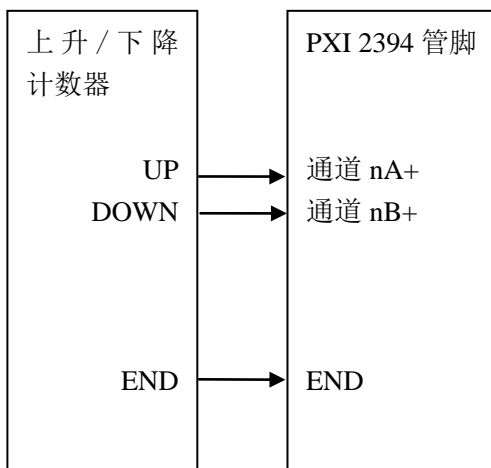 上升/下降
计数器
UP
DOWN
END
PXI 2394 管脚
通道 nA+
通道 nB+
END